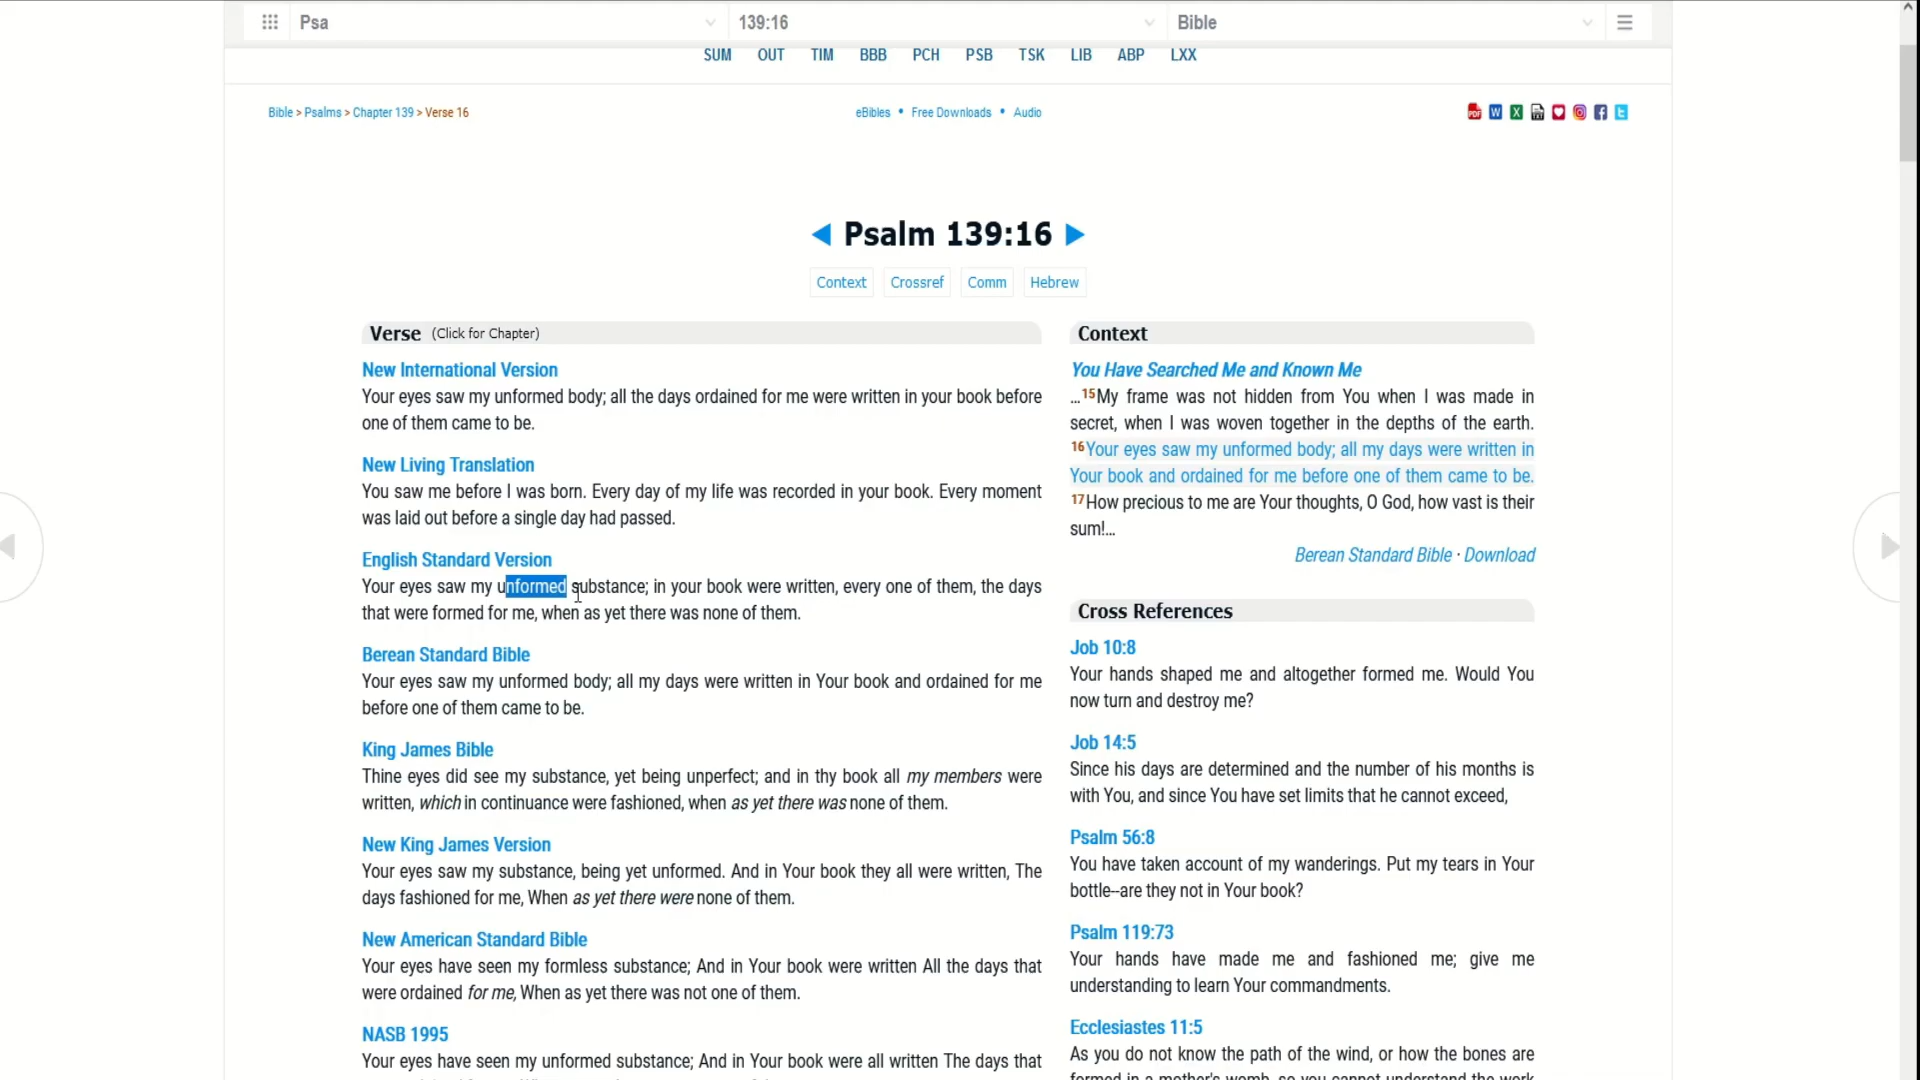 Psa 139:16 Bible
SUM OUT TIM BBB PCH PSB TSK LIB ABP LXX
Bible > Psalms > Chapter 139 > Verse 16
eBibles • Free Downloads • Audio
Psalm 139:16
Context Crossref Comm Hebrew
Verse (Click for Chapter)
New International Version
Your eyes saw my unformed body; all the days ordained for me were written in your book before
one of them came to be.
New Living Translation
You saw me before I was born. Every day of my life was recorded in your book. Every moment
was laid out before a single day had passed.
English Standard Version
Your eyes saw my unformed substance; in your book were written, every one of them, the days
that were formed for me, when as yet there was none of them.
Berean Standard Bible
Your eyes saw my unformed body; all my days were written in Your book and ordained for me
before one of them came to be.
King James Bible
Thine eyes did see my substance, yet being unperfect; and in thy book all my members were
written, which in continuance were fashioned, when as yet there was none of them.
New King James Version
Your eyes saw my substance, being yet unformed. And in Your book they all were written, The
days fashioned for me, When as yet there were none of them.
New American Standard Bible
Your eyes have seen my formless substance; And in Your book were written All the days that
were ordained for me, When as yet there was not one of them.
NASB 1995
Your eyes have seen my unformed substance; And in Your book were all written The days that
Context
You Have Searched Me and Known Me
...15My frame was not hidden from You when I was made in
secret, when I was woven together in the depths of the earth.
16Your eyes saw my unformed body; all my days were written in
Your book and ordained for me before one of them came to be.
17How precious to me are Your thoughts, O God, how vast is their
sum!...
Berean Standard Bible · Download
Cross References
Job 10:8
Your hands shaped me and altogether formed me. Would You
now turn and destroy me?
Job 14:5
Since his days are determined and the number of his months is
with You, and since You have set limits that he cannot exceed,
Psalm 56:8
You have taken account of my wanderings. Put my tears in Your
bottle--are they not in Your book?
Psalm 119:73
Your hands have made me and fashioned me; give me
understanding to learn Your commandments.
Ecclesiastes 11:5
As you do not know the path of the wind, or how the bones are
formed in a mother's womb, so you cannot understand the work